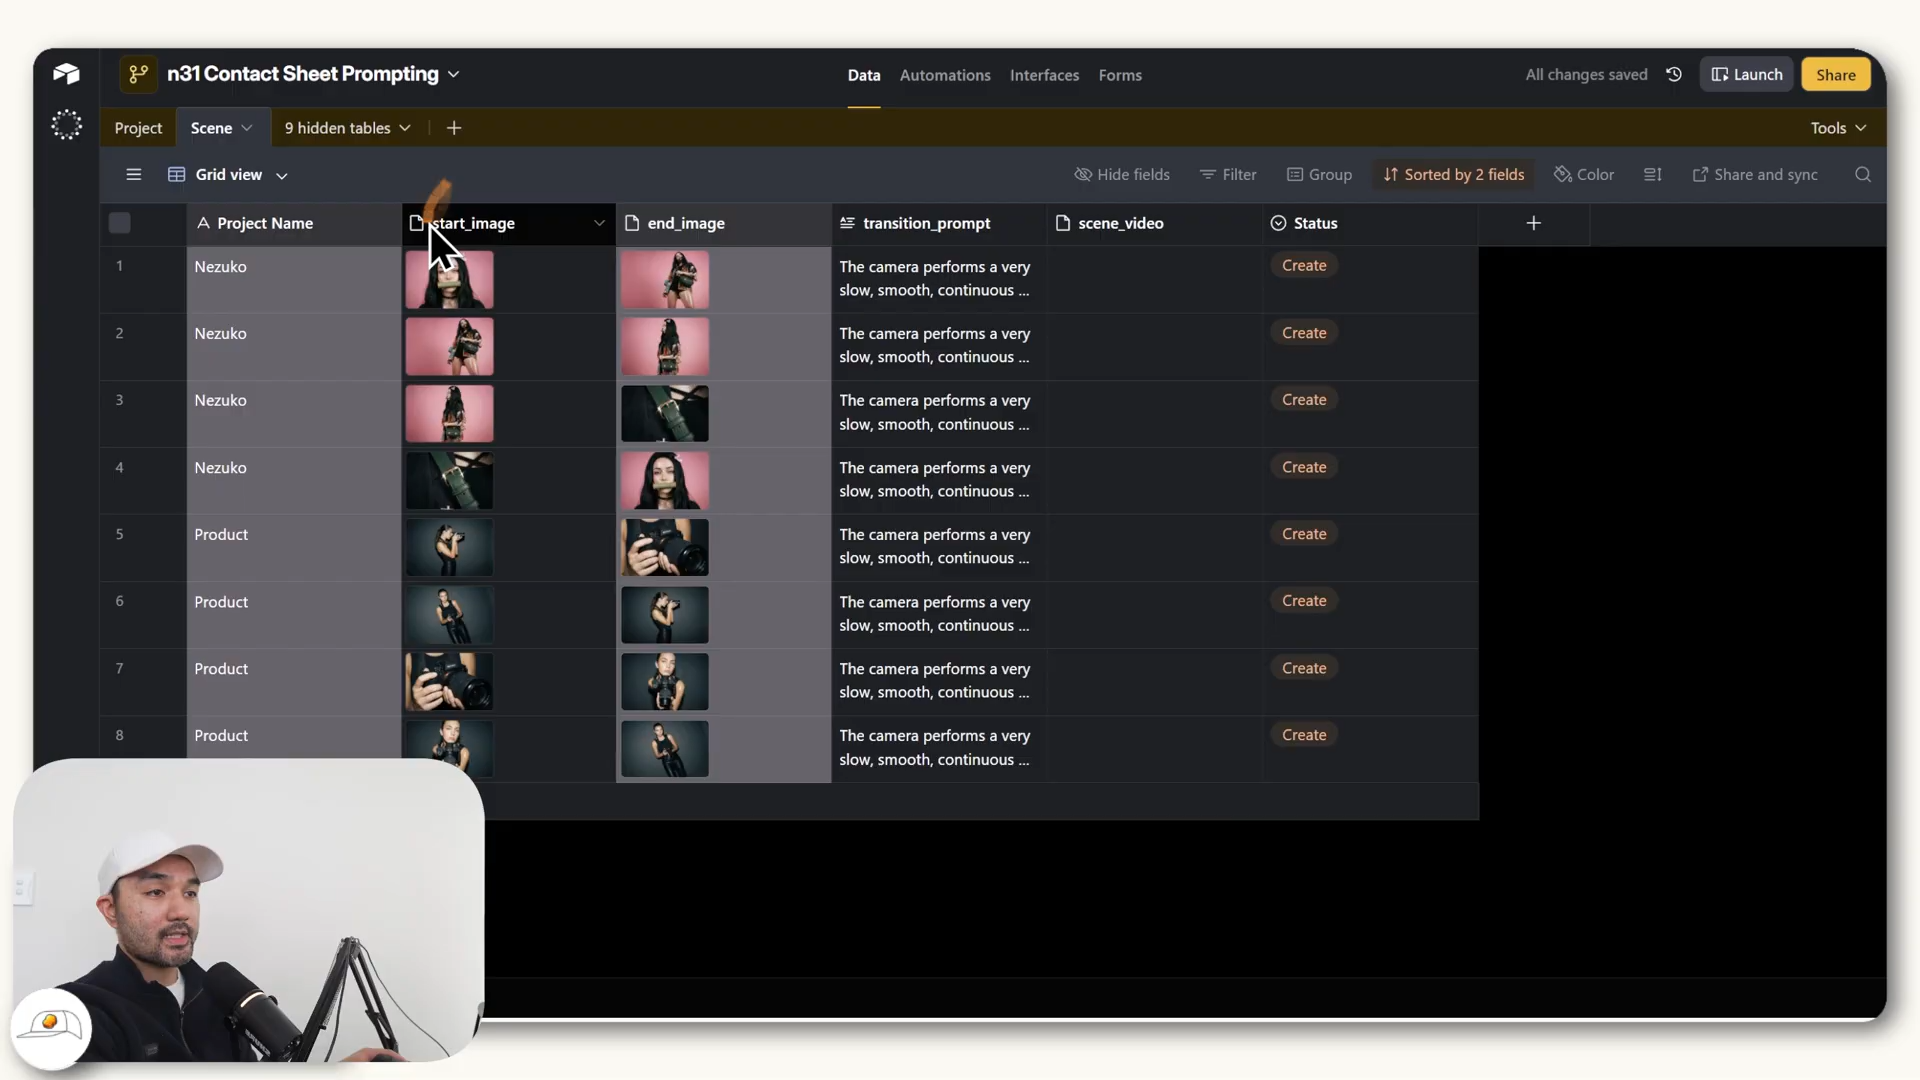 n31 Contact Sheet Prompting
Data Automations Interfaces Forms
All changes saved Launch Share
Project Scene 9 hidden tables Tools
Grid view Hide fields Filter Group Sorted by 2 fields Color Share and sync
Project Name start_image end_image transition_prompt scene_video Status
1 Nezuko The camera performs a very Create
slow, smooth, continuous ...
2 Nezuko The camera performs a very Create
slow, smooth, continuous ...
3 Nezuko The camera performs a very Create
slow, smooth, continuous ...
4 Nezuko The camera performs a very Create
slow, smooth, continuous ...
5 Product The camera performs a very Create
slow, smooth, continuous ...
6 Product The camera performs a very Create
slow, smooth, continuous ...
7 Product The camera performs a very Create
slow, smooth, continuous ...
8 Product The camera performs a very Create
slow, smooth, continuous ...